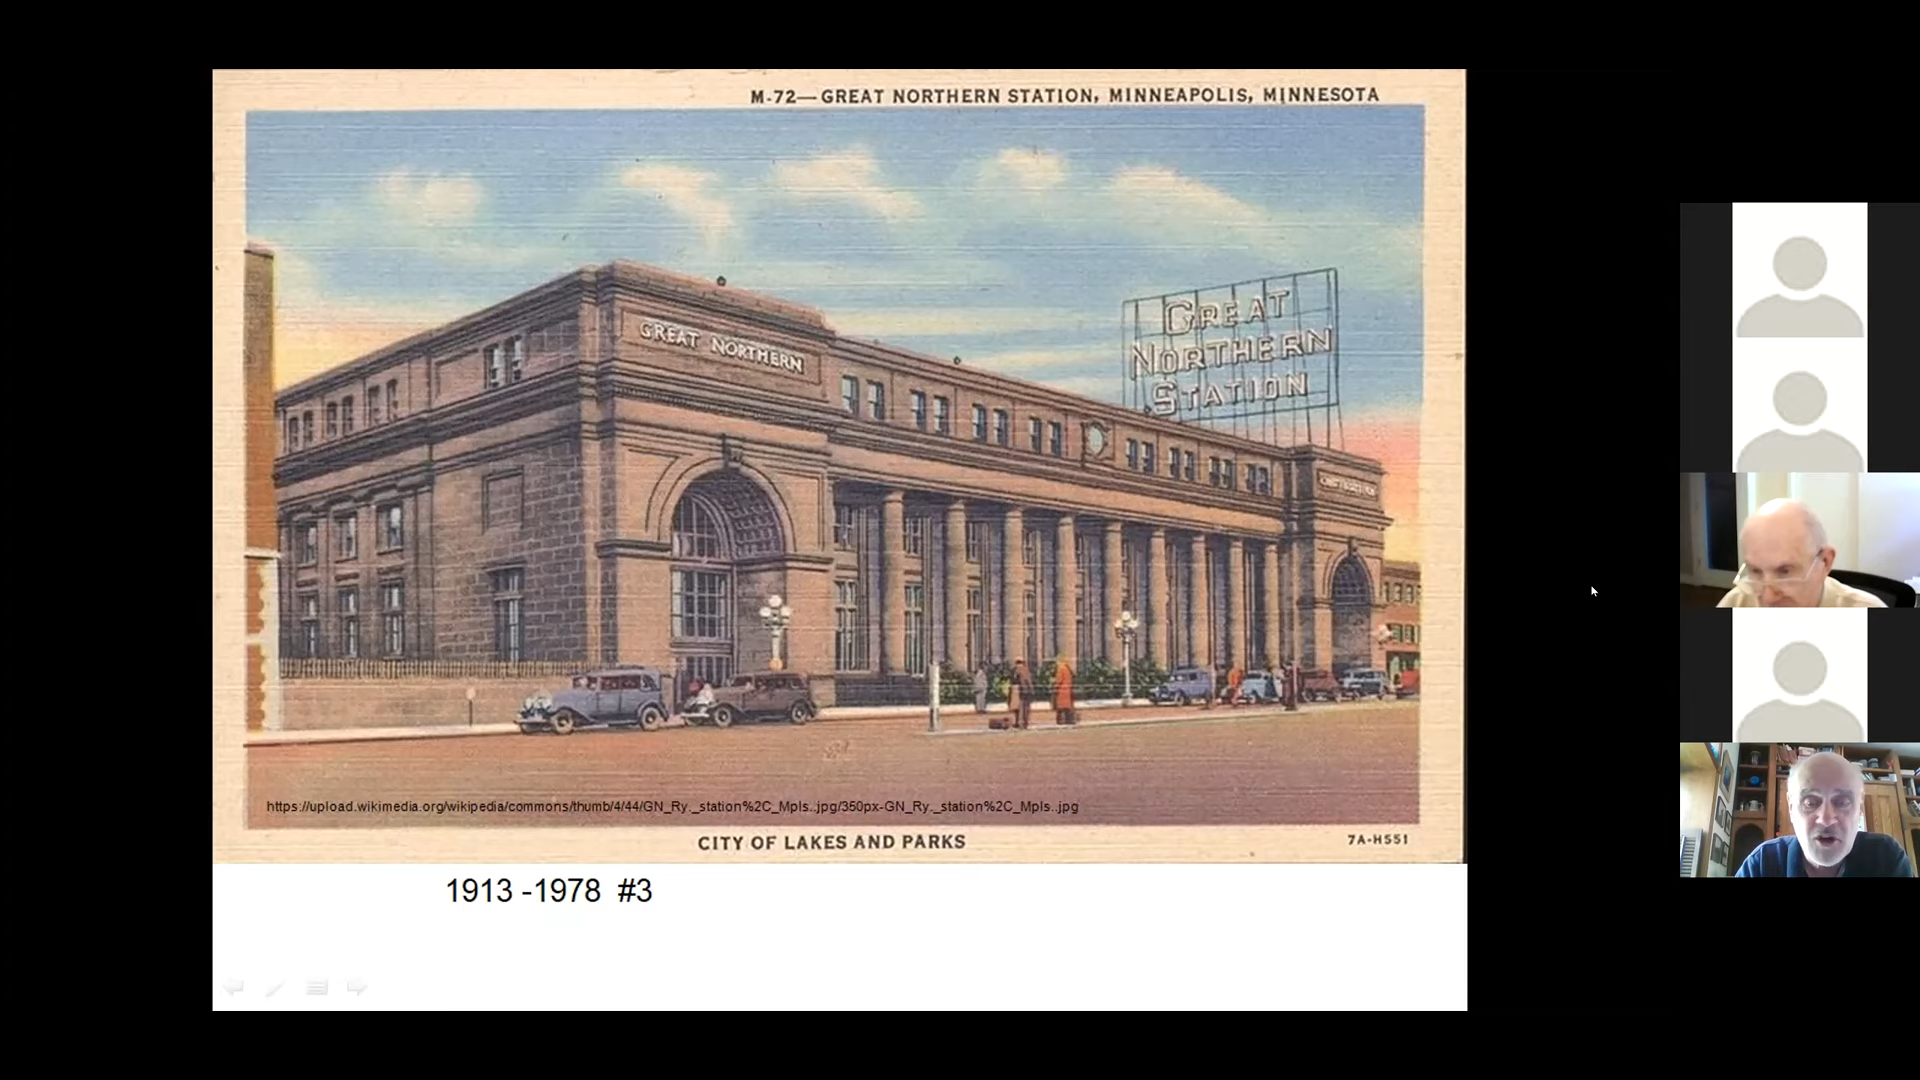 M-72—GREAT NORTHERN STATION, MINNEAPOLIS, MINNESOTA
GREAT NORTHERN
GREAT
NORTHERN
STATION
https://upload.wikimedia.org/wikipedia/commons/thumb/4/44/GN_Ry._station%2C_Mpls..jpg/350px-GN_Ry._station%2C_Mpls..jpg
CITY OF LAKES AND PARKS
7A-H551
1913 -1978 #3